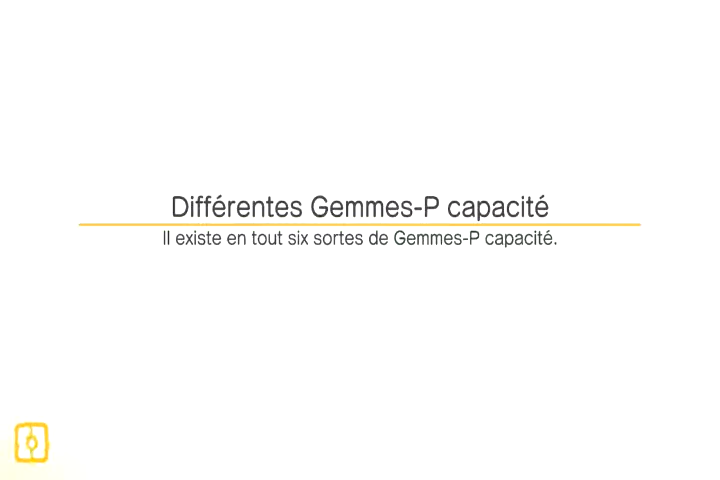 Différentes Gemmes-P capacité
Il existe en tout six sortes de Gemmes-P capacité.